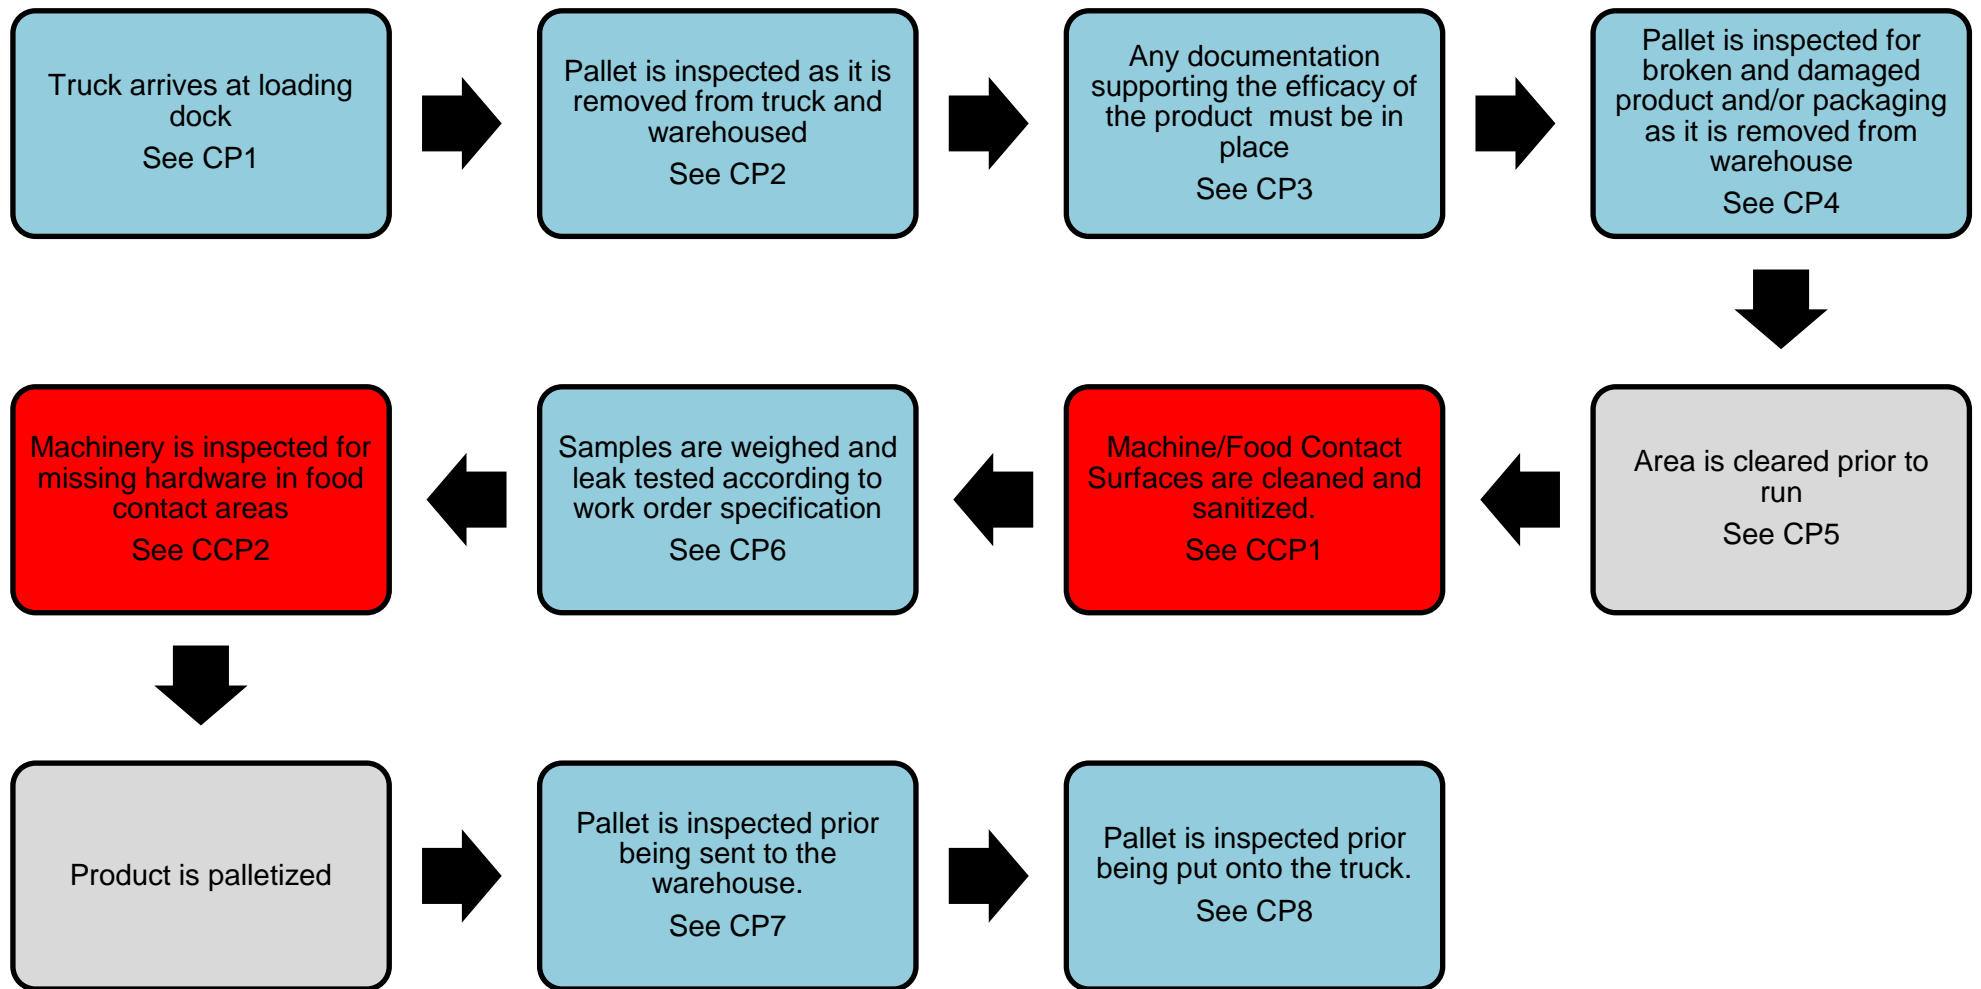 Truck arrives at loading
dock
See CP1
Pallet is inspected as it is
removed from truck and
warehoused
See CP2
Any documentation
supporting the efficacy of
the product  must be in
place
See CP3
Pallet is inspected for
broken and damaged
product and/or packaging
as it is removed from
warehouse
See CP4
Area is cleared prior to
run
See CP5
Machine/Food Contact
Surfaces are cleaned and
sanitized.
See CCP1
Samples are weighed and
leak tested according to
work order specification
See CP6
Machinery is inspected for
missing hardware in food
contact areas
See CCP2
Product is palletized
Pallet is inspected prior
being sent to the
warehouse.
See CP7
Pallet is inspected prior
being put onto the truck.
See CP8